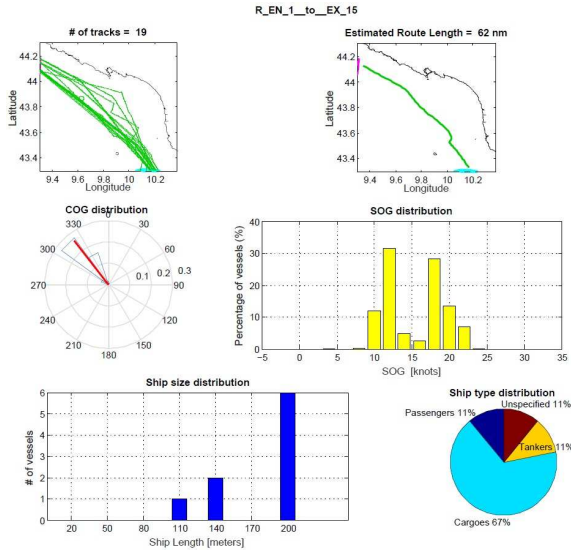 R_EN_1__to__EX_15
# of tracks = 19
44.2
44
43.8
43.6
43.4
Latitude
9.4 9.6 9.8 10 10.2
Longitude
Estimated Route Length = 62 nm
44.2
44
43.8
43.6
43.4
Latitude
9.4 9.6 9.8 10 10.2
Longitude
COG distribution
0
30
60
90
120
150
180
210
240
270
300
330
0.1 0.2 0.3
SOG distribution
40
30
20
10
0
Percentage of vessels (%)
−5 0 5 10 15 20 25 30 35
SOG [knots]
Ship size distribution
6
5
4
3
2
1
0
# of vessels
20 50 80 110 140 170 200
Ship Length [meters]
Ship type distribution
Unspecified 11%
Passengers 11%
Tankers 11%
Cargoes 67%